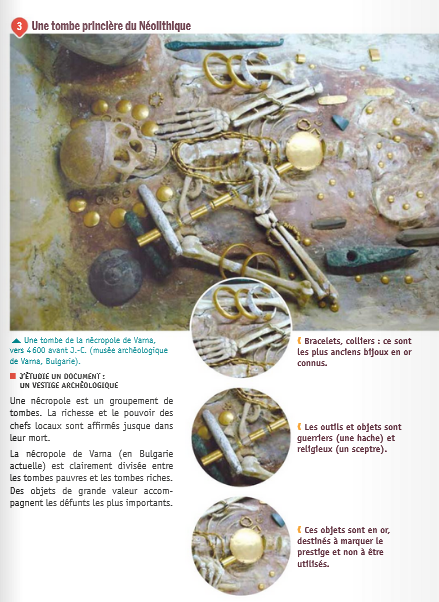 3 Une tombe princière du Néolithique
Une tombe de la nécropole de Varna,
vers 4 600 avant J.-C. (musée archéologique
de Varna, Bulgarie).
J'ÉTUDIE UN DOCUMENT :
UN VESTIGE ARCHÉOLOGIQUE
Une nécropole est un groupement de
tombes. La richesse et le pouvoir des
chefs locaux sont affirmés jusque dans
leur mort.
La nécropole de Varna (en Bulgarie
actuelle) est clairement divisée entre
les tombes pauvres et les tombes riches.
Des objets de grande valeur accom-
pagnent les défunts les plus importants.
Bracelets, colliers : ce sont
les plus anciens bijoux en or
connus.
Les outils et objets sont
guerriers (une hache) et
religieux (un sceptre).
Ces objets sont en or,
destinés à marquer le
prestige et non à être
utilisés.